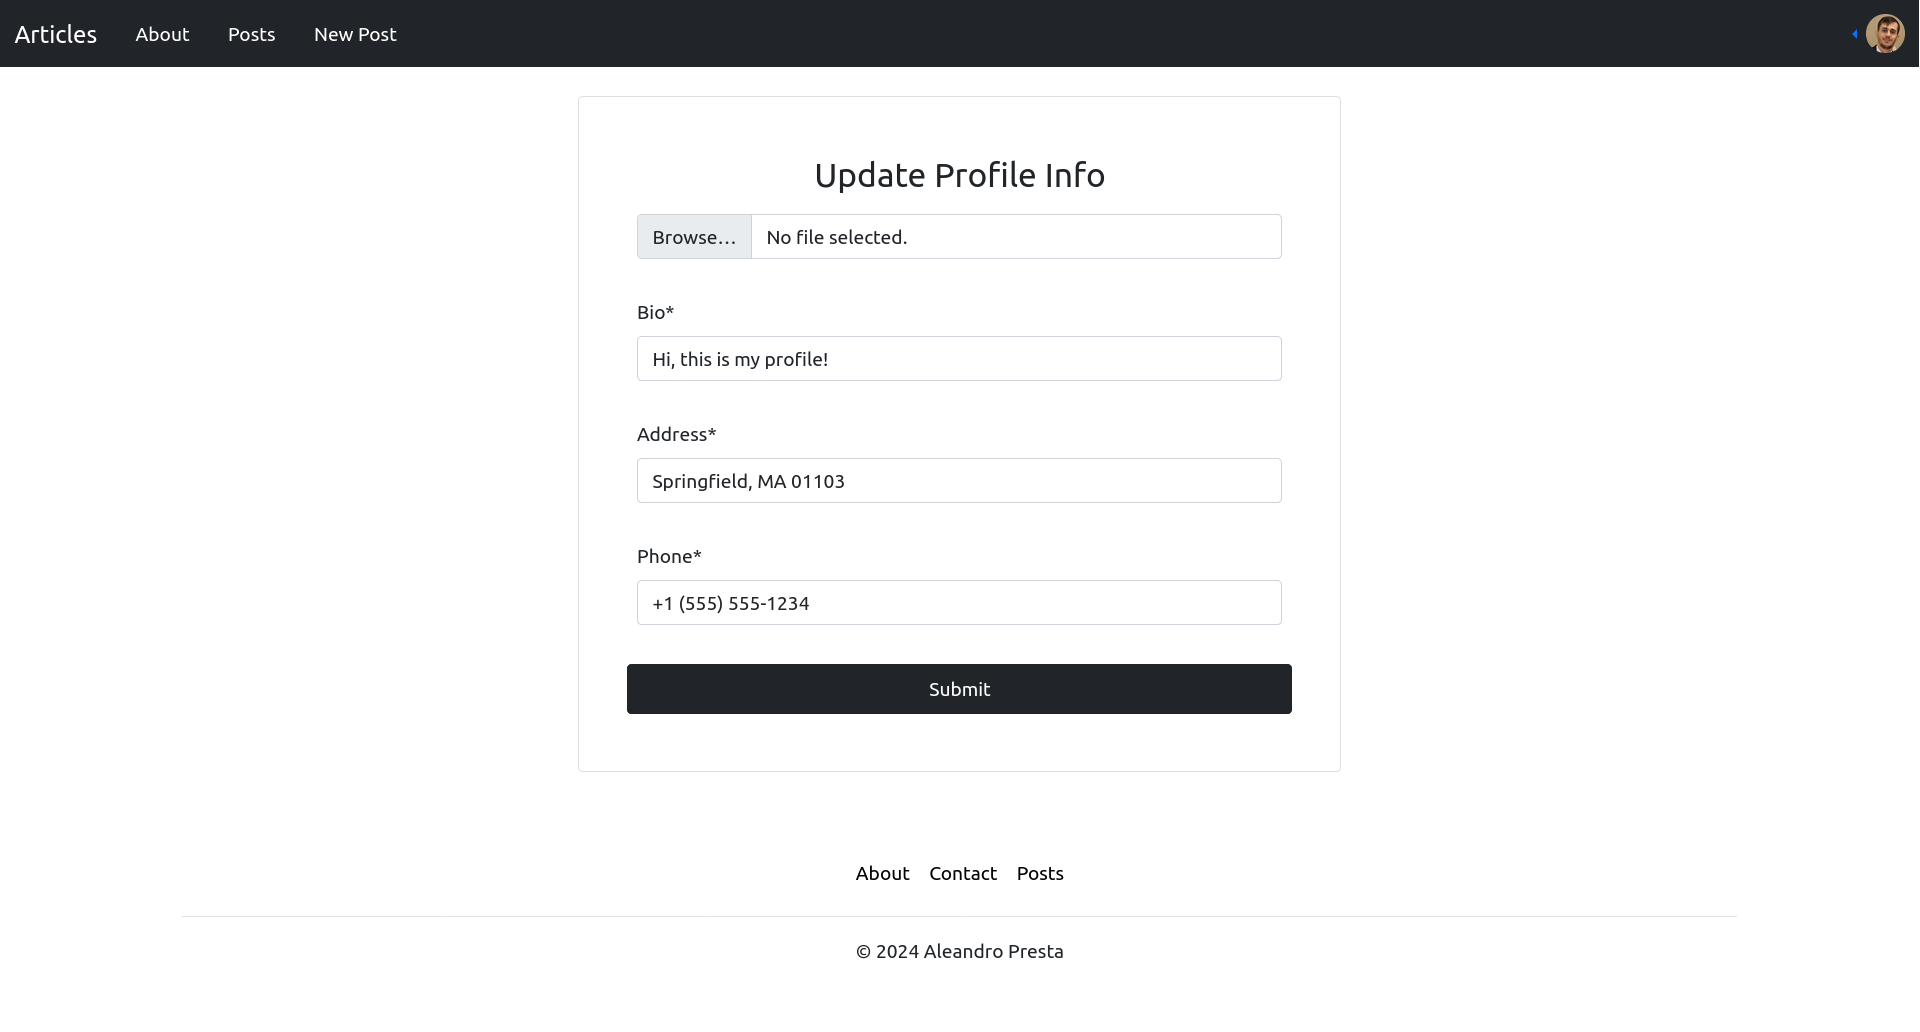 Articles About Posts New Post
Update Profile Info
Browse… No file selected.
Bio*
Hi, this is my profile!
Address*
Springfield, MA 01103
Phone*
+1 (555) 555-1234
Submit
About Contact Posts
© 2024 Aleandro Presta